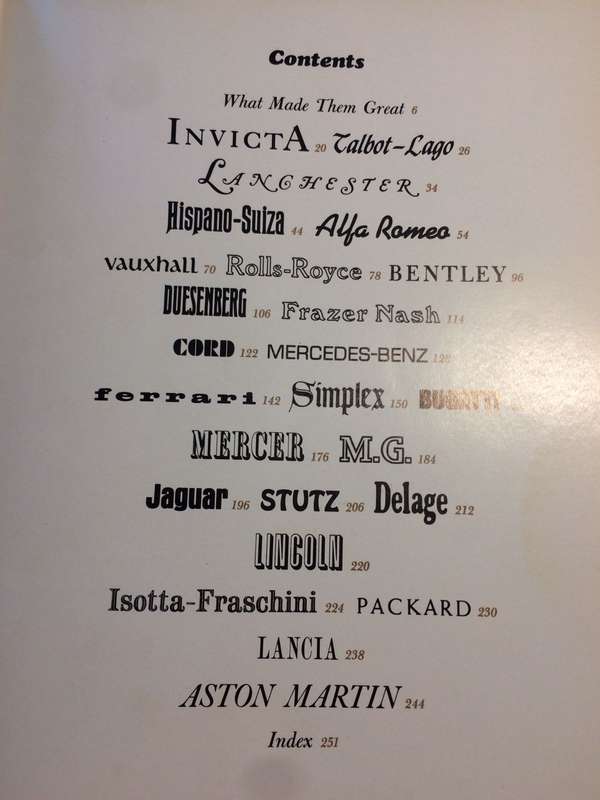 Contents
What Made Them Great 6
INVICTA 20 Talbot-Lago 26
LANCHESTER 34
Hispano-Suiza 44 Alfa Romeo 54
vauxhall 70 Rolls-Royce 78 BENTLEY 96
DUESENBERG 106 Frazer Nash 114
CORD 122 MERCEDES-BENZ 128
ferrari 142 Simplex 150 BUGATTI
MERCER 176 M.G. 184
Jaguar 196 STUTZ 206 Delage 212
LINCOLN 220
Isotta-Fraschini 224 PACKARD 230
LANCIA 238
ASTON MARTIN 244
Index 251